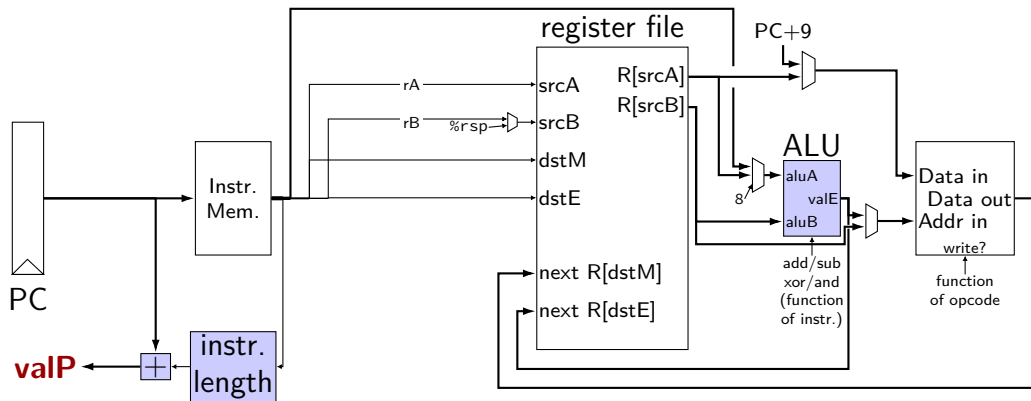 register file
PC+9
R[srcA]
rA
srcA
R[srcB]
rB
%rsp
srcB
ALU
dstM
Instr.
Mem.
aluA
Data in
8
valE
Data out
dstE
aluB
Addr in
write?
add/sub
xor/and
(function
of instr.)
function
of opcode
next R[dstM]
PC
next R[dstE]
instr.
length
+
valP